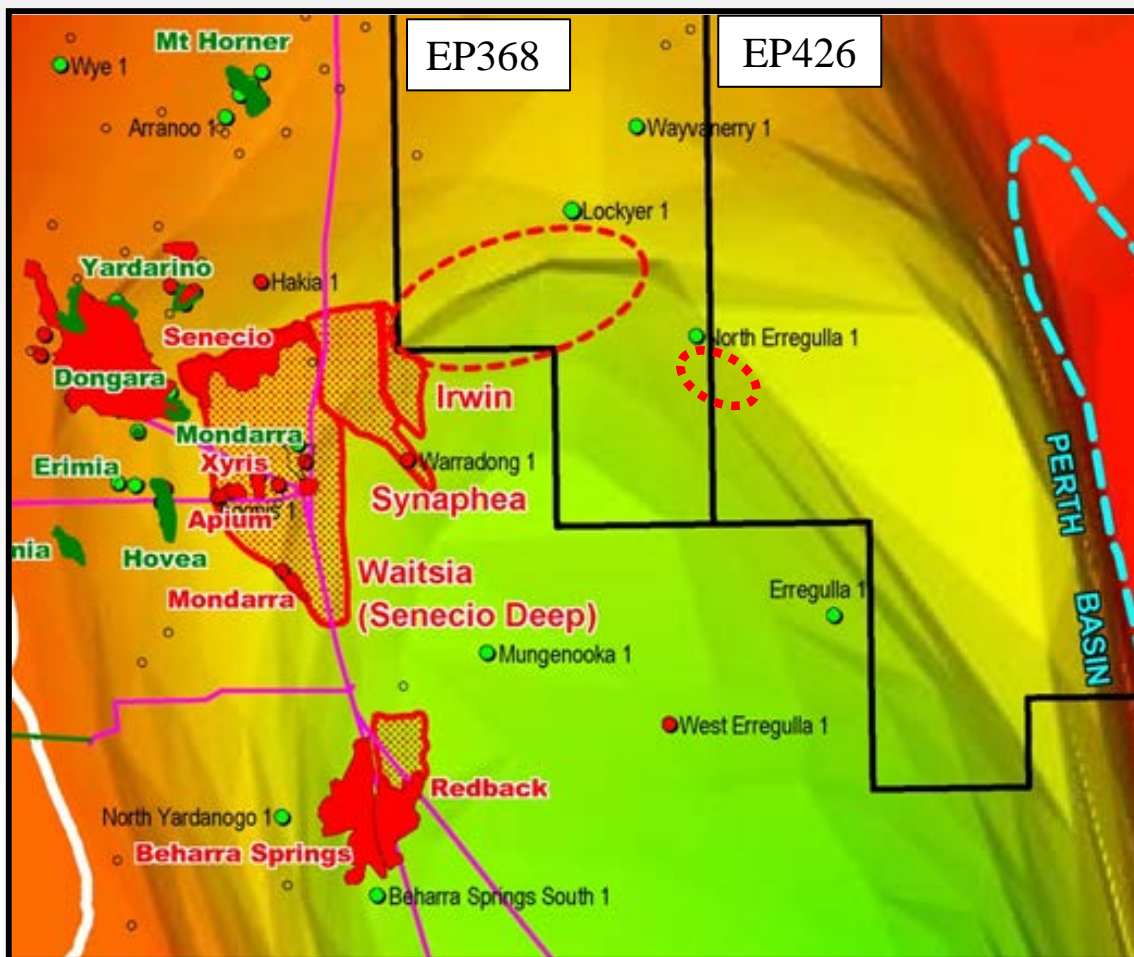 EP368
EP426
Mt Horner
Wye 1
Arranoo 1
Wayvanerry 1
Lockyer 1
Yardarino
Hakia 1
Senecio
North Erregulla 1
Dongara
Irwin
Mondarra
Erimia
Xyris
Warradong 1
Synaphea
Apium
Hovea
nia
Mondarra
Waitsia
(Senecio Deep)
Erregulla 1
Mungenooka 1
PERTH BASIN
West Erregulla 1
Redback
North Yardanogo 1
Beharra Springs
Beharra Springs South 1